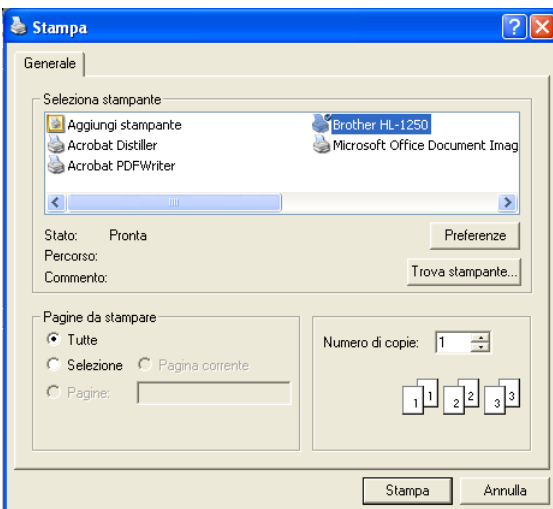 Stampa
Generale
Seleziona stampante
Aggiungi stampante
Brother HL-1250
Acrobat Distiller
Microsoft Office Document Imag
Acrobat PDFWriter
Stato: Pronta
Preferenze
Percorso:
Commento:
Trova stampante...
Pagine da stampare
Tutte
Numero di copie: 1
Selezione Pagina corrente
Pagine:
1 1 2 2 3 3
Stampa Annulla